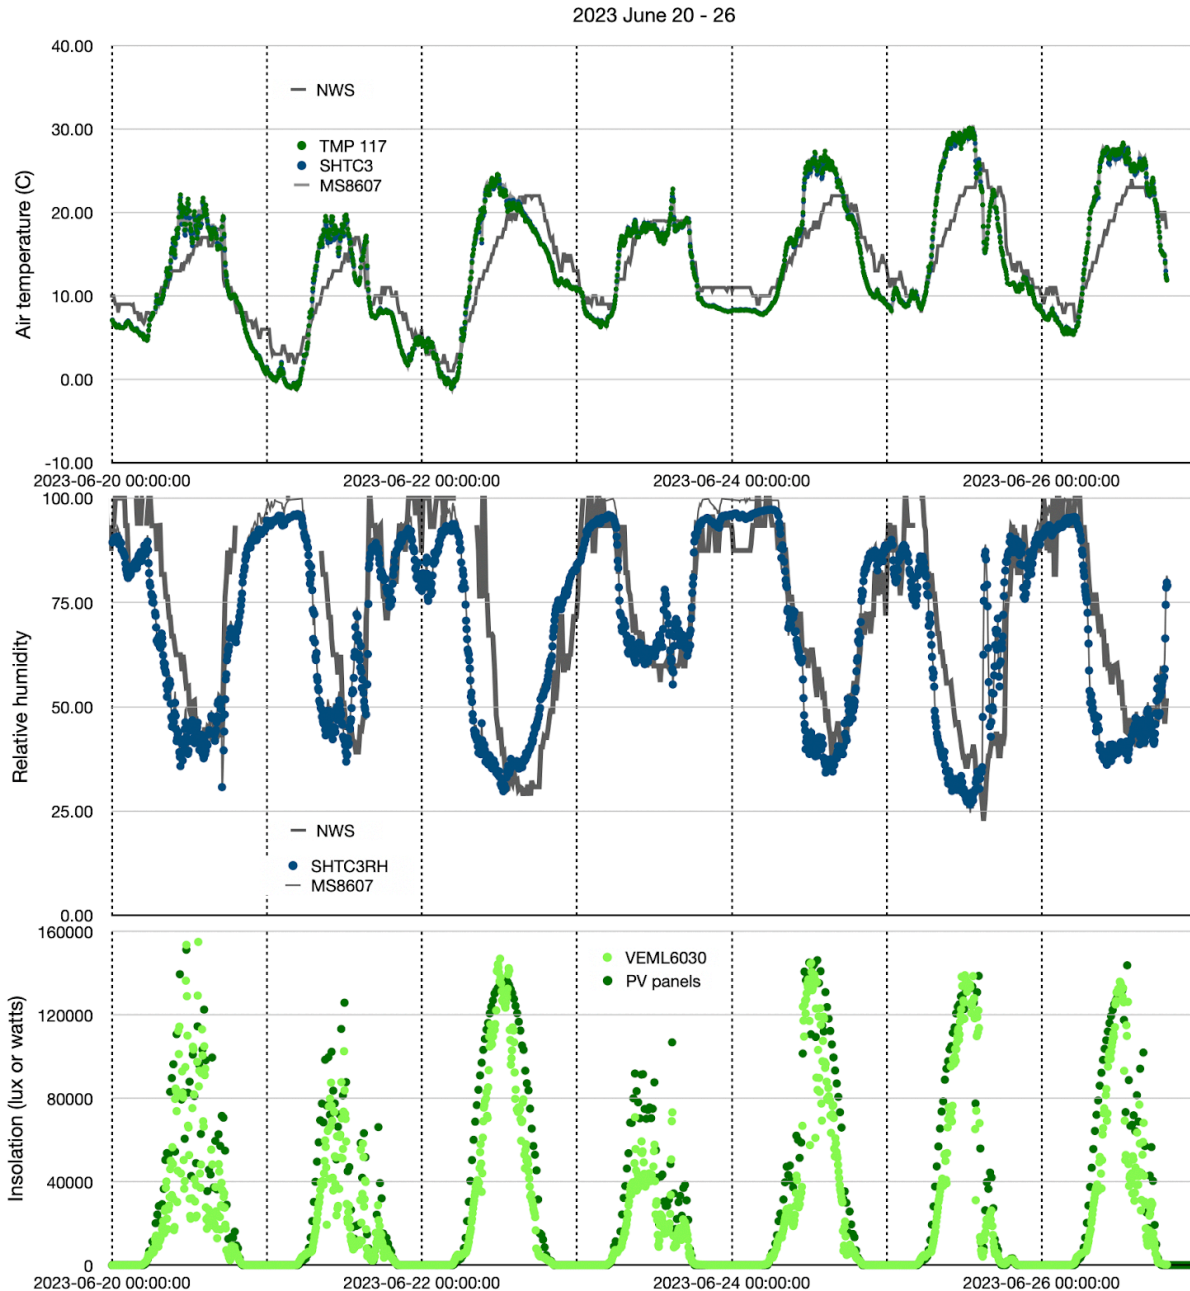 2023 June 20 - 26
40.00
30.00
20.00
10.00
0.00
-10.00
Air temperature (C)
NWS
TMP 117
SHTC3
MS8607
2023-06-20 00:00:00 2023-06-22 00:00:00 2023-06-24 00:00:00 2023-06-26 00:00:00
100.00
75.00
50.00
25.00
0.00
Relative humidity
NWS
SHTC3RH
MS8607
160000
120000
80000
40000
0
Insolation (lux or watts)
VEML6030
PV panels
2023-06-20 00:00:00 2023-06-22 00:00:00 2023-06-24 00:00:00 2023-06-26 00:00:00